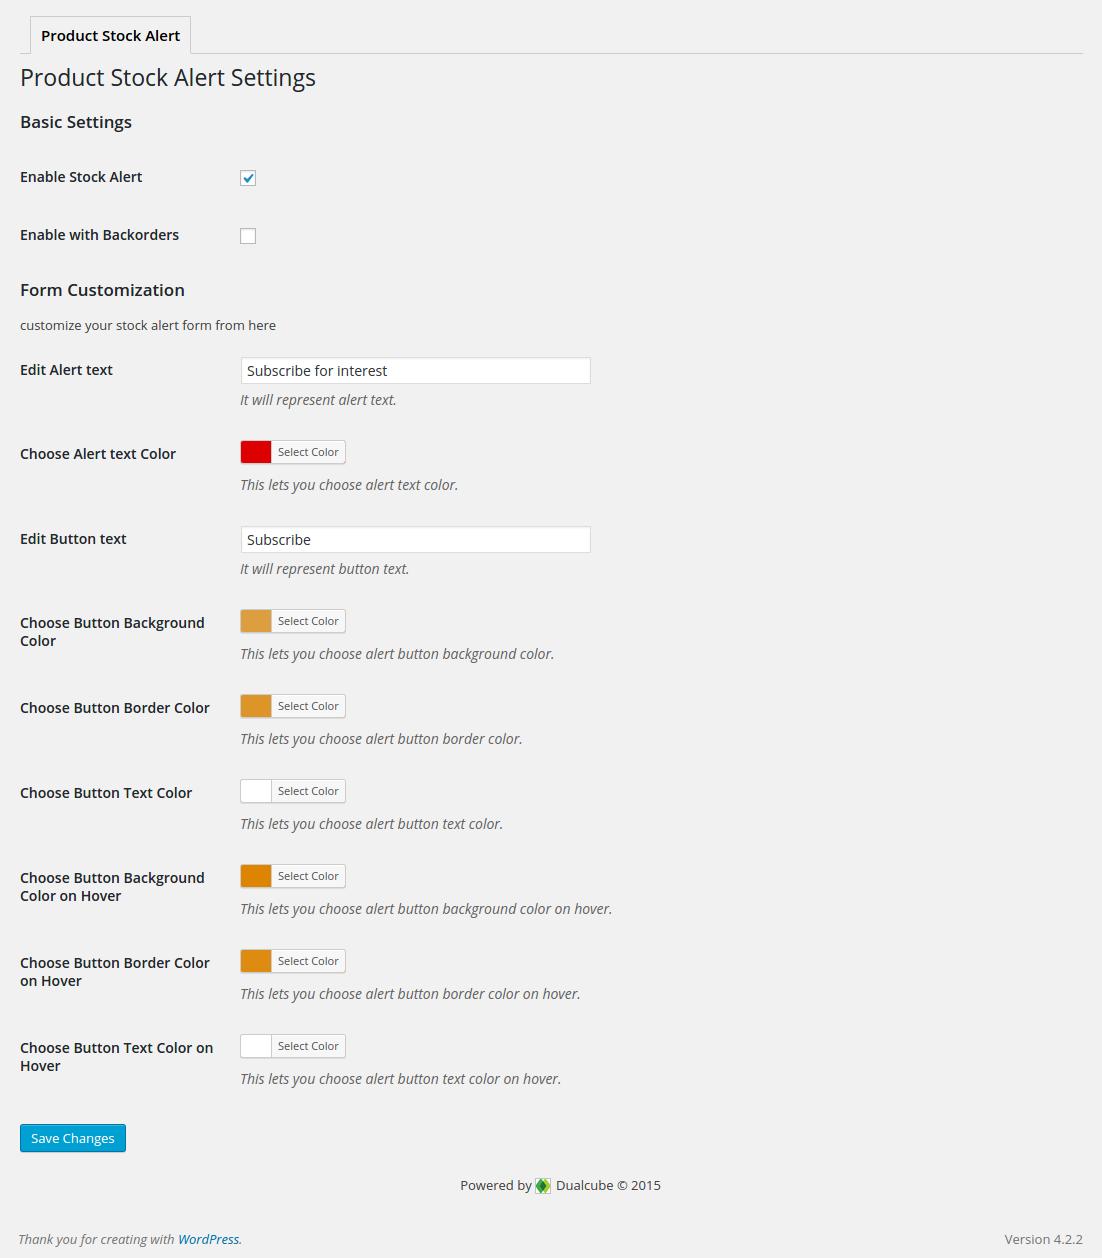 Product Stock Alert
Product Stock Alert Settings
Basic Settings
Enable Stock Alert
Enable with Backorders
Form Customization
customize your stock alert form from here
Edit Alert text
Subscribe for interest
It will represent alert text.
Choose Alert text Color
Select Color
This lets you choose alert text color.
Edit Button text
Subscribe
It will represent button text.
Choose Button Background
Color
Select Color
This lets you choose alert button background color.
Choose Button Border Color
Select Color
This lets you choose alert button border color.
Choose Button Text Color
Select Color
This lets you choose alert button text color.
Choose Button Background
Color on Hover
Select Color
This lets you choose alert button background color on hover.
Choose Button Border Color
on Hover
Select Color
This lets you choose alert button border color on hover.
Choose Button Text Color on
Hover
Select Color
This lets you choose alert button text color on hover.
Save Changes
Powered by Dualcube © 2015
Thank you for creating with WordPress.
Version 4.2.2